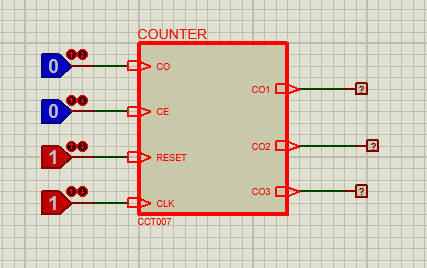 COUNTER
0
CO
CO1
?
0
CE
CO2
?
1
RESET
CO3
?
1
CLK
CCT007